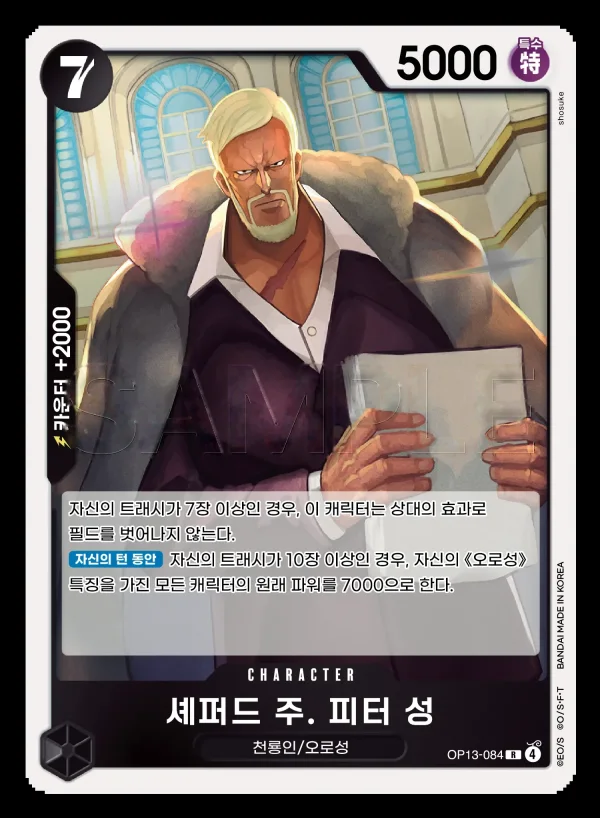 7
5000
특수
特
shosuke
카운터 +2000
SAMPLE
자신의 트래시가 7장 이상인 경우, 이 캐릭터는 상대의 효과로
필드를 벗어나지 않는다.
자신의 턴 동안 자신의 트래시가 10장 이상인 경우, 자신의 《오로성》
특징을 가진 모든 캐릭터의 원래 파워를 7000으로 한다.
CHARACTER
셰퍼드 주. 피터 성
천룡인/오로성
OP13-084 R 4
©EO/S ©O/S·F·T BANDAI MADE IN KOREA